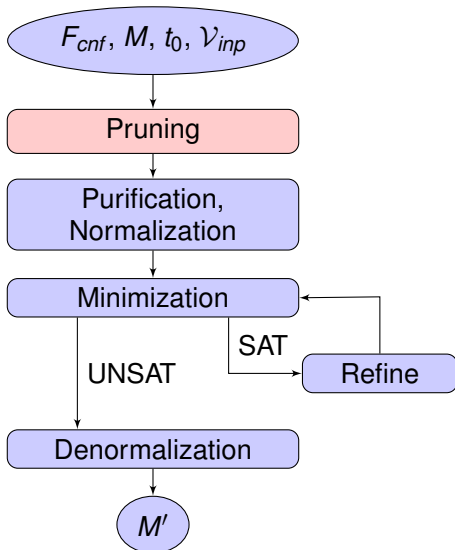 F_cnf, M, t_0, 𝒱_inp
Pruning
Purification,
Normalization
Minimization
SAT
UNSAT
Refine
Denormalization
M′